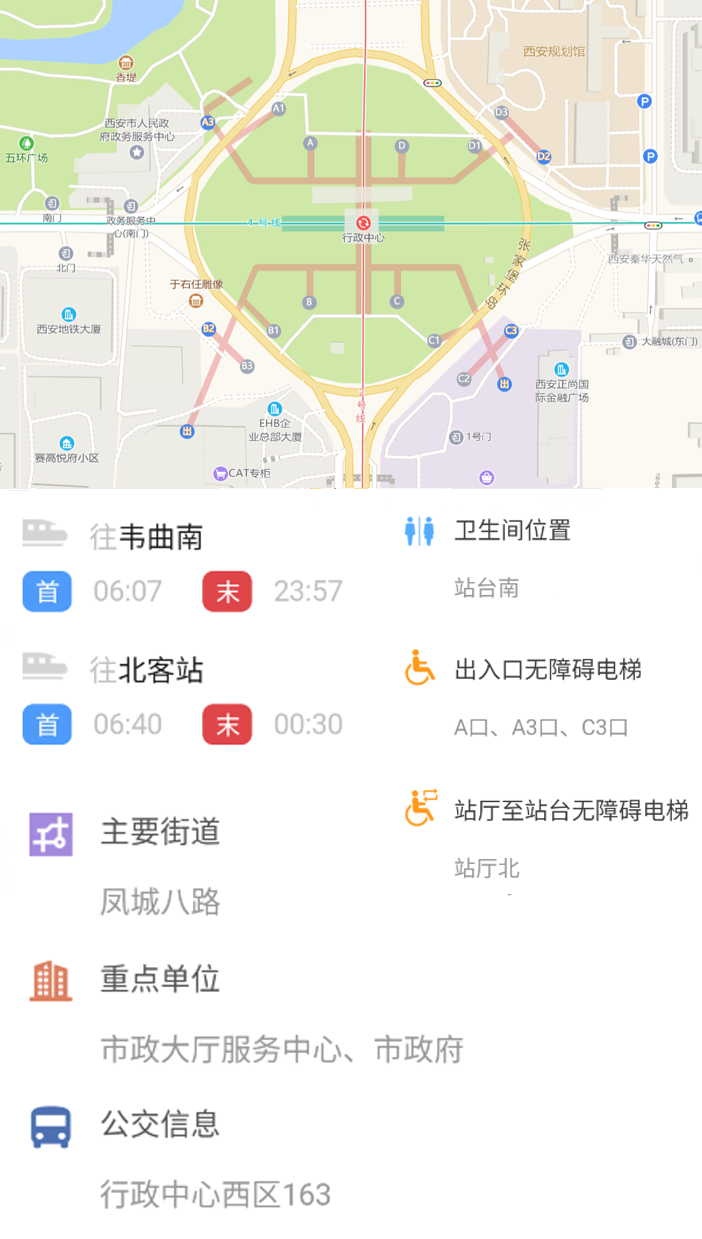 西安规划馆
香堤
P
A1
D3
A3
西安市人民政
府政务服务中心
A
D
D1
D2
P
五环广场
南门
政务服务中
心(南门)
4号线
行政中心
张家堡环岛
北门
西安秦华天然气
于右任雕像
B
C
西安地铁大厦
B2
B1
C1
C3
大融城(东门)
B3
C2
西安正尚国
际金融广场
2号线
EHB企
业总部大厦
1号门
赛高悦府小区
CAT专柜
往韦曲南
首 06:07 末 23:57
往北客站
首 06:40 末 00:30
卫生间位置
站台南
出入口无障碍电梯
A口、A3口、C3口
站厅至站台无障碍电梯
站厅北
主要街道
凤城八路
重点单位
市政大厅服务中心、市政府
公交信息
行政中心西区163